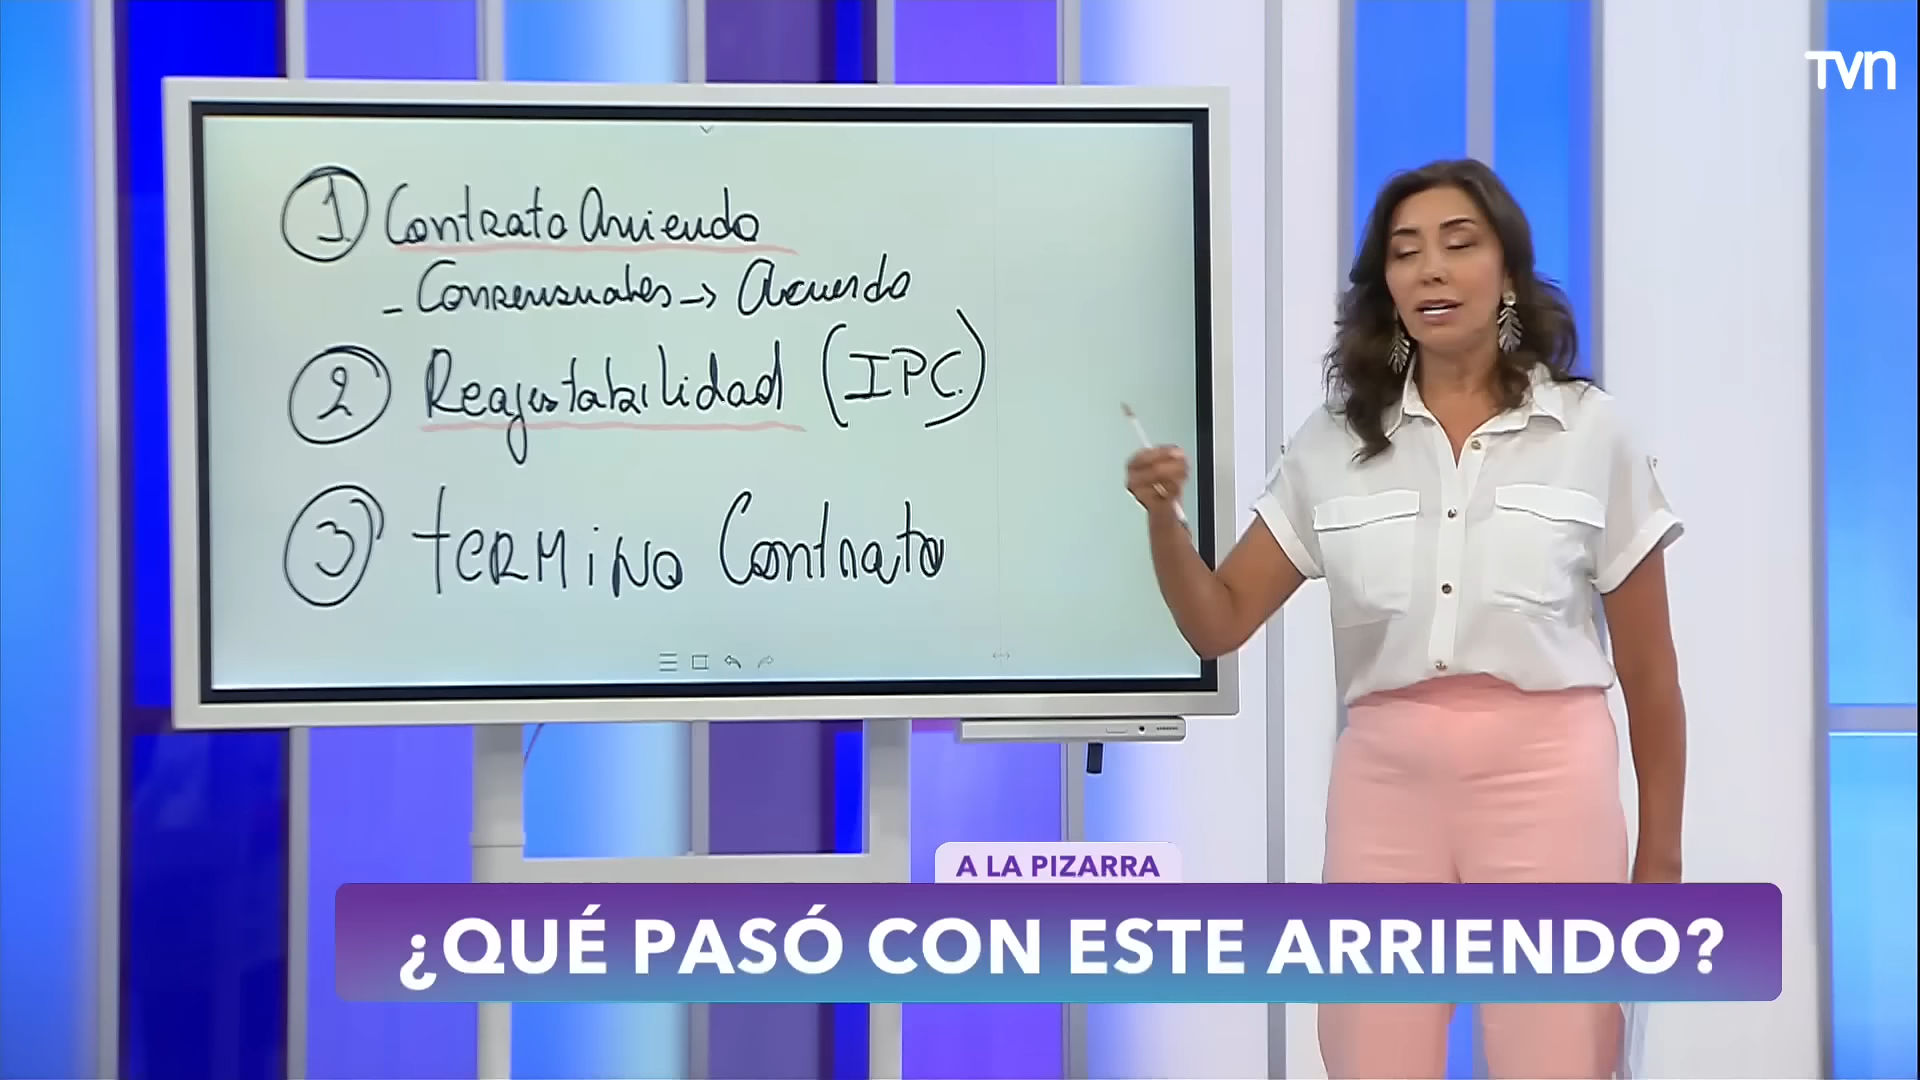 TVN
1 Contrato Arriendo
- Consensuales -> Acuerdo
2 Reajustabilidad (IPC)
3 TERMINO Contrato
A LA PIZARRA
¿QUÉ PASÓ CON ESTE ARRIENDO?